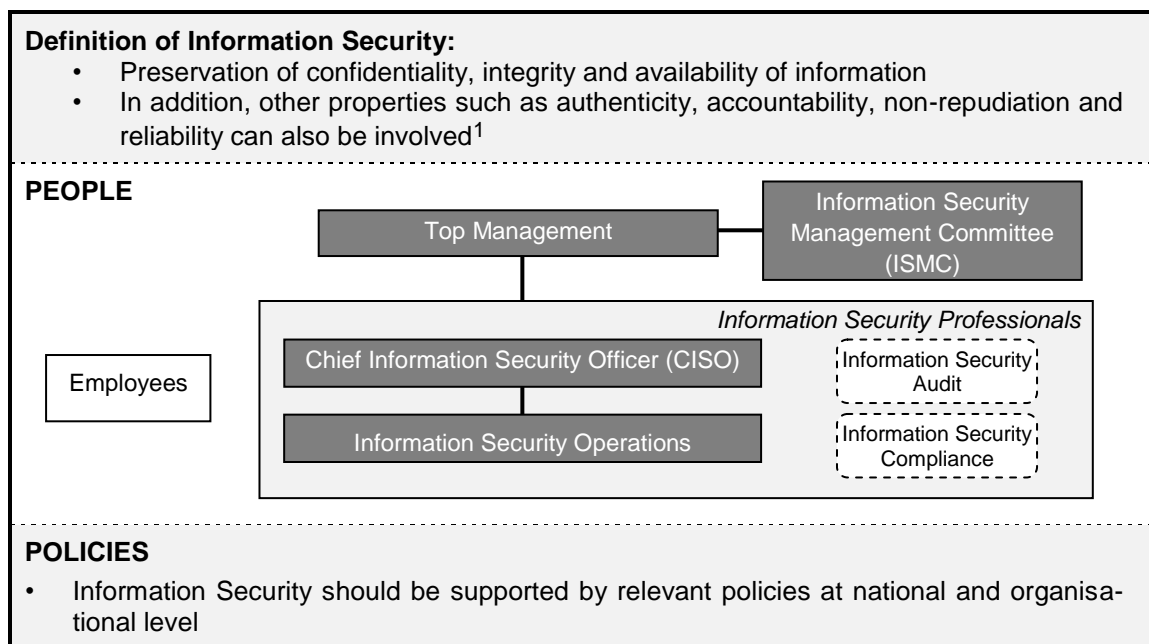 Definition of Information Security:
• Preservation of confidentiality, integrity and availability of information
• In addition, other properties such as authenticity, accountability, non-repudiation and
reliability can also be involved1
PEOPLE
Top Management
Information Security
Management Committee
(ISMC)
Information Security Professionals
Employees
Chief Information Security Officer (CISO)
Information Security
Audit
Information Security Operations
Information Security
Compliance
POLICIES
• Information Security should be supported by relevant policies at national and organisa-
tional level